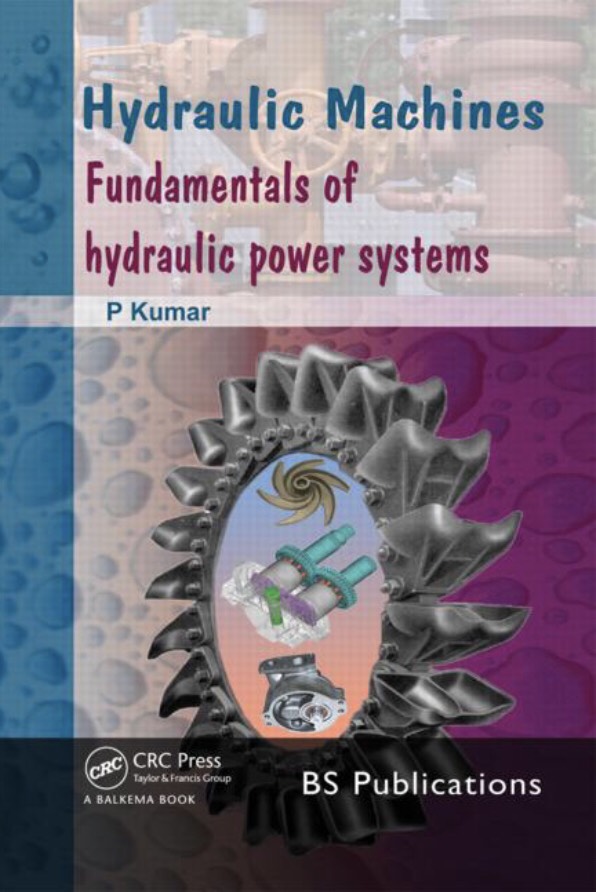 Hydraulic Machines
Fundamentals of
hydraulic power systems
P Kumar
CRC
CRC Press
Taylor & Francis Group
A BALKEMA BOOK
BS Publications